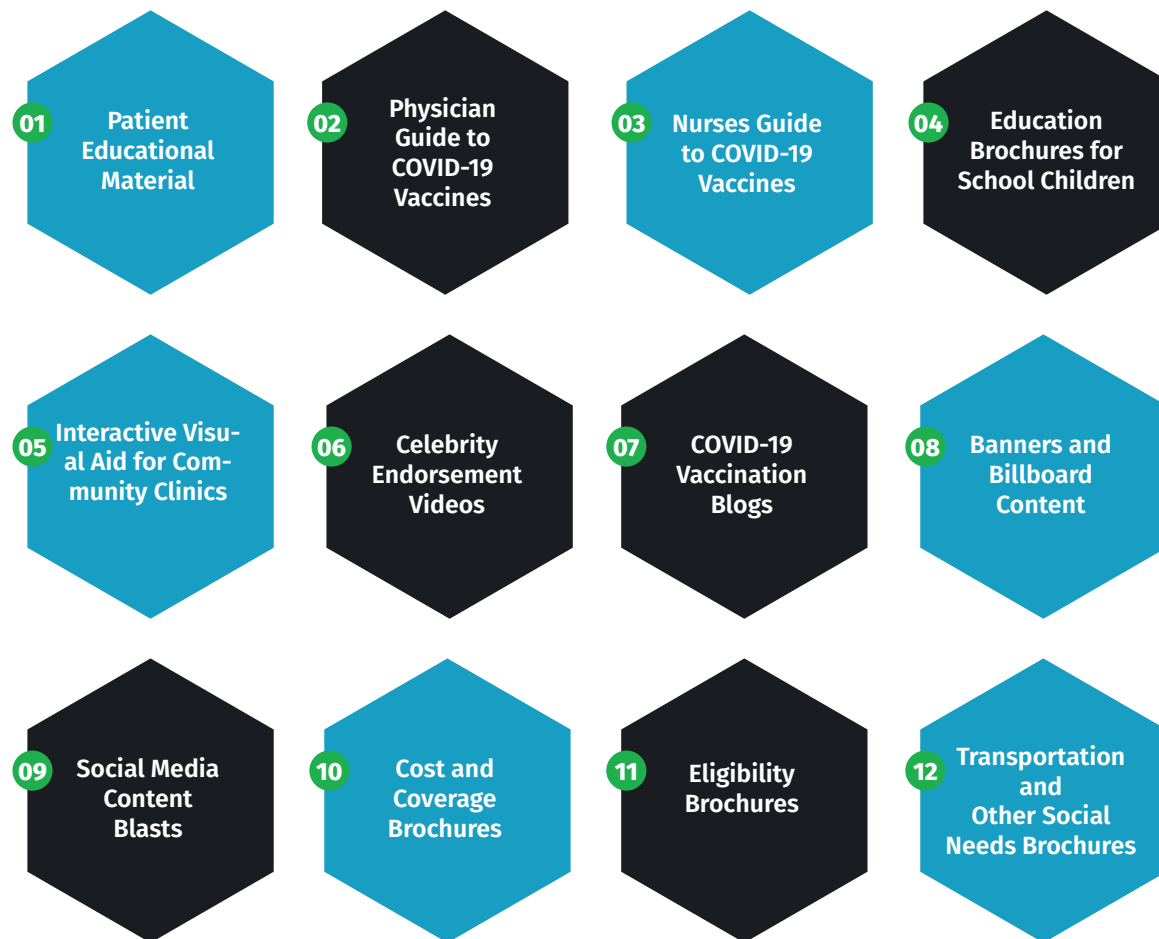 01
Patient
Educational
Material
02
Physician
Guide to
COVID-19
Vaccines
03
Nurses Guide
to COVID-19
Vaccines
04
Education
Brochures for
School Children
05
Interactive Visu-
al Aid for Com-
munity Clinics
06
Celebrity
Endorsement
Videos
07
COVID-19
Vaccination
Blogs
08
Banners and
Billboard
Content
09
Social Media
Content
Blasts
10
Cost and
Coverage
Brochures
11
Eligibility
Brochures
12
Transportation
and
Other Social
Needs Brochures